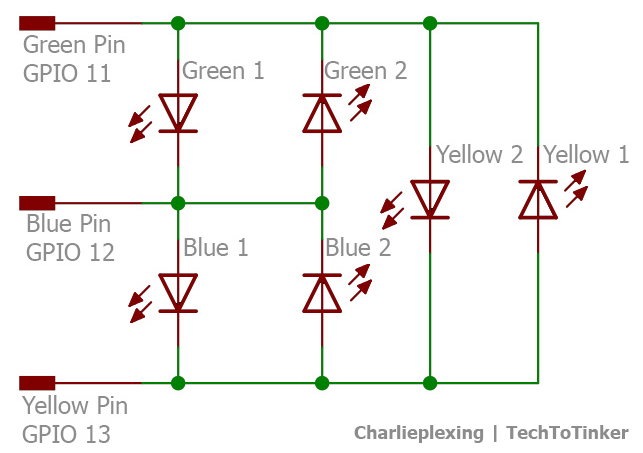 Green Pin
GPIO 11
Green 1
Green 2
Yellow 2
Yellow 1
Blue Pin
GPIO 12
Blue 1
Blue 2
Yellow Pin
GPIO 13
Charlieplexing | TechToTinker